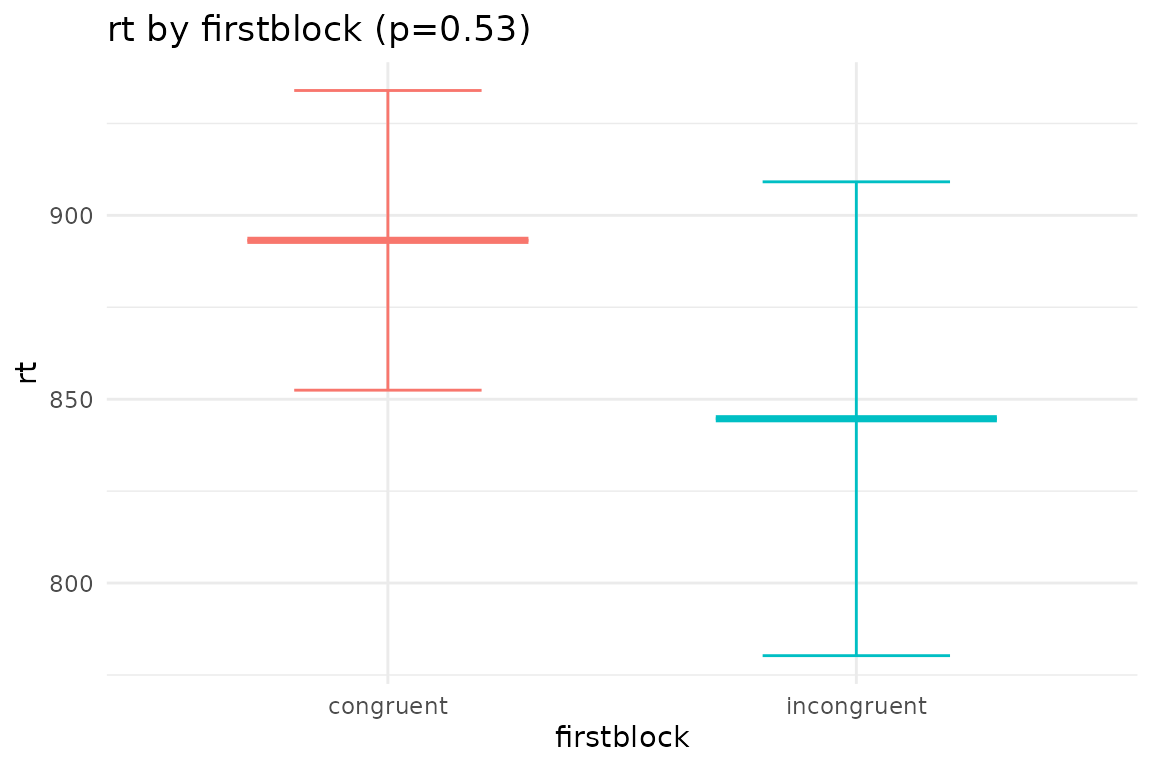 rt by firstblock (p=0.53)
rt
900
850
800
congruent
incongruent
firstblock